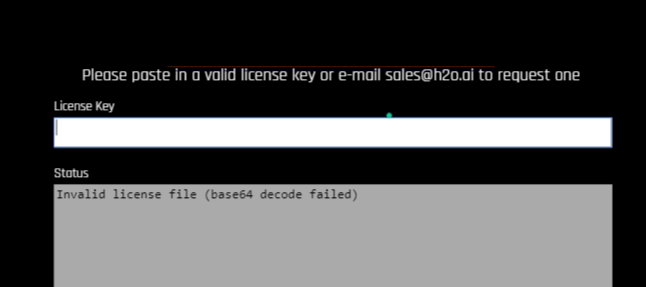 Please paste in a valid license key or e-mail sales@h2o.ai to request one
License Key
Status
Invalid license file (base64 decode failed)